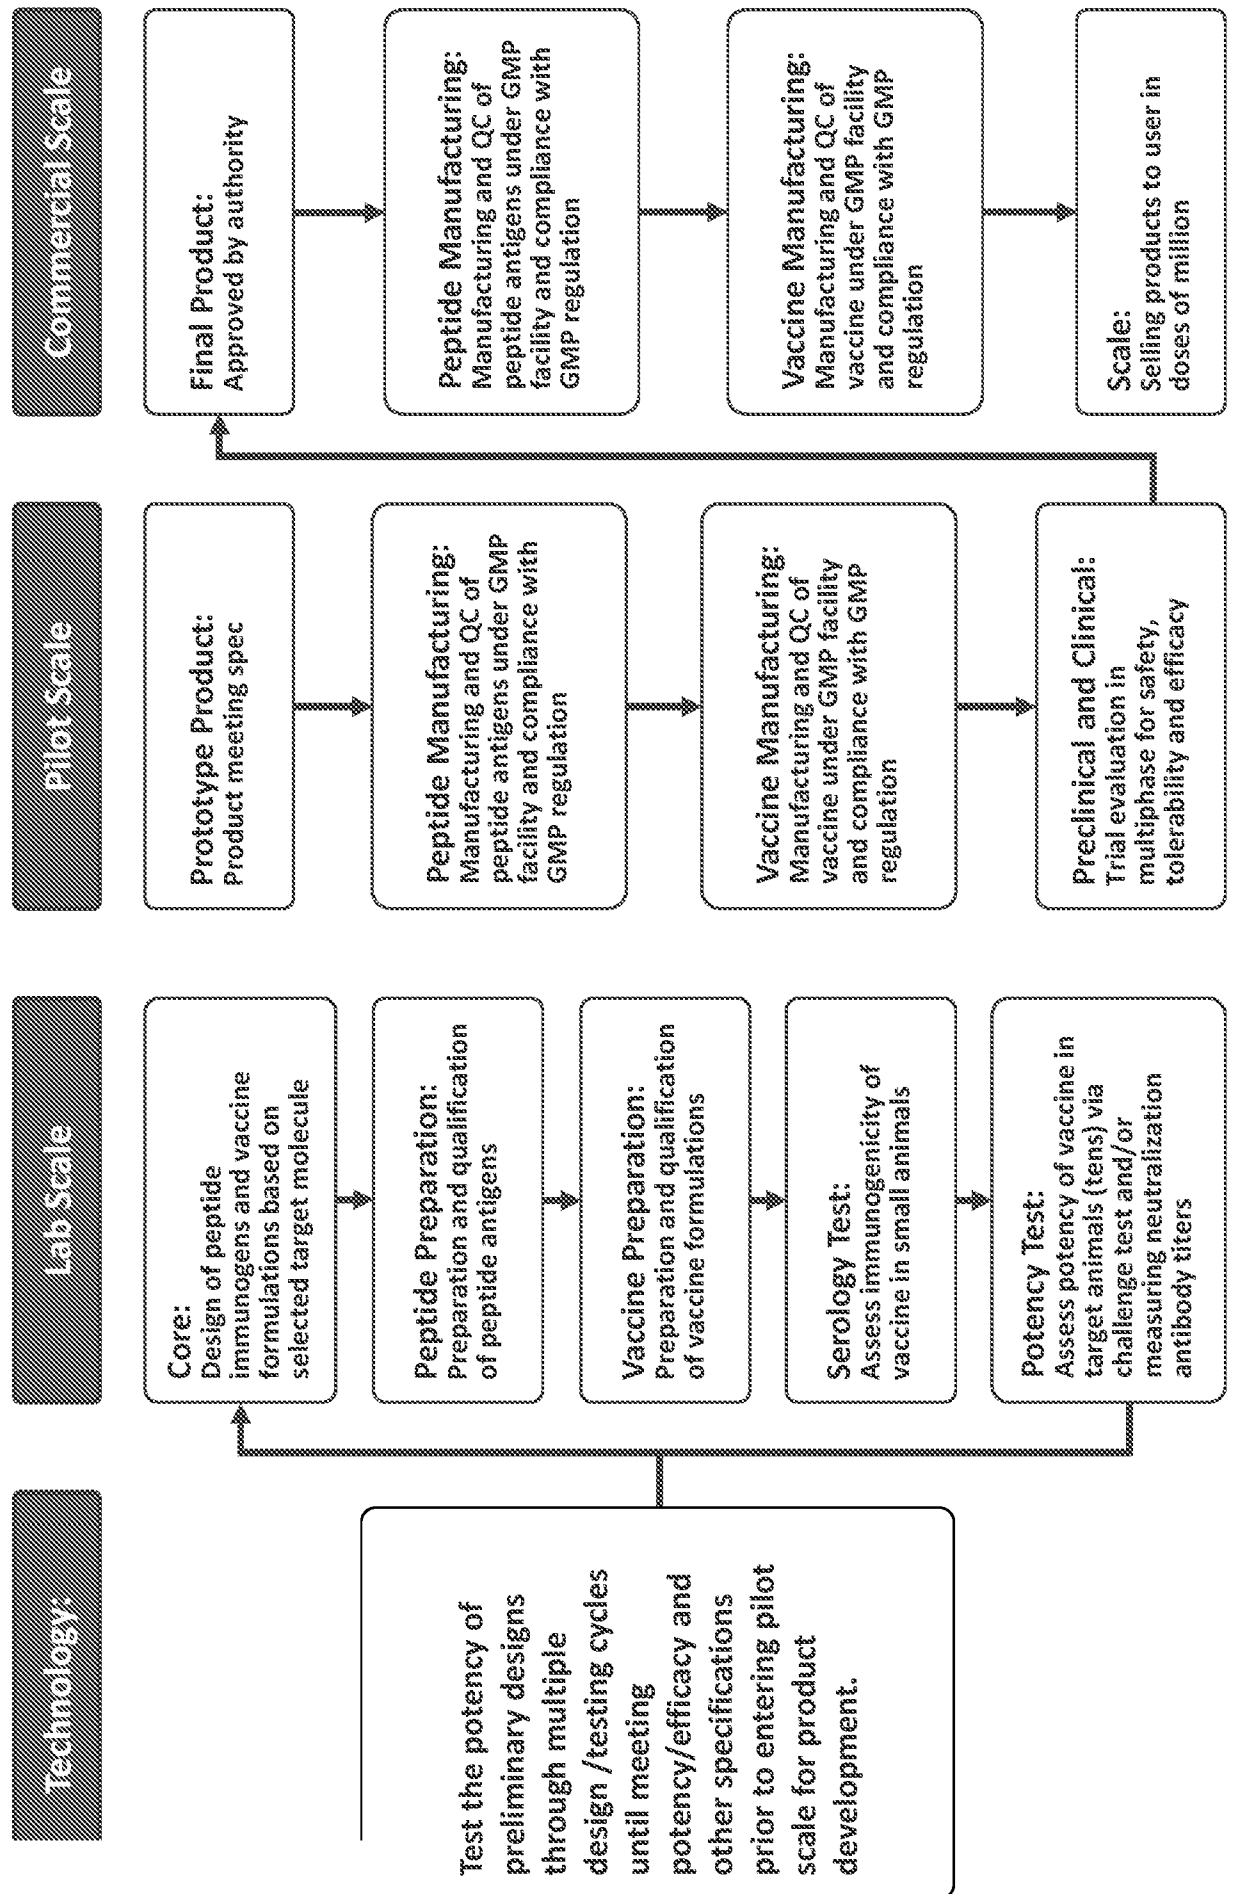 Technology:
Test the potency of
preliminary designs
through multiple
design /testing cycles
until meeting
potency/efficacy and
other specifications
prior to entering pilot
scale for product
development.
Lab Scale
Core:
Design of peptide
immunogens and vaccine
formulations based on
selected target molecule
Peptide Preparation:
Preparation and qualification
of peptide antigens
Vaccine Preparation:
Preparation and qualification
of vaccine formulations
Serology Test:
Assess immunogenicity of
vaccine in small animals
Potency Test:
Assess potency of vaccine in
target animals (tens) via
challenge test and/or
measuring neutralization
antibody titers
Pilot Scale
Prototype Product:
Product meeting spec
Peptide Manufacturing:
Manufacturing and QC of
peptide antigens under GMP
facility and compliance with
GMP regulation
Vaccine Manufacturing:
Manufacturing and QC of
vaccine under GMP facility
and compliance with GMP
regulation
Preclinical and Clinical:
Trial evaluation in
multiphase for safety,
tolerability and efficacy
Commercial Scale
Final Product:
Approved by authority
Peptide Manufacturing:
Manufacturing and QC of
peptide antigens under GMP
facility and compliance with
GMP regulation
Vaccine Manufacturing:
Manufacturing and QC of
vaccine under GMP facility
and compliance with GMP
regulation
Scale:
Selling products to user in
doses of million